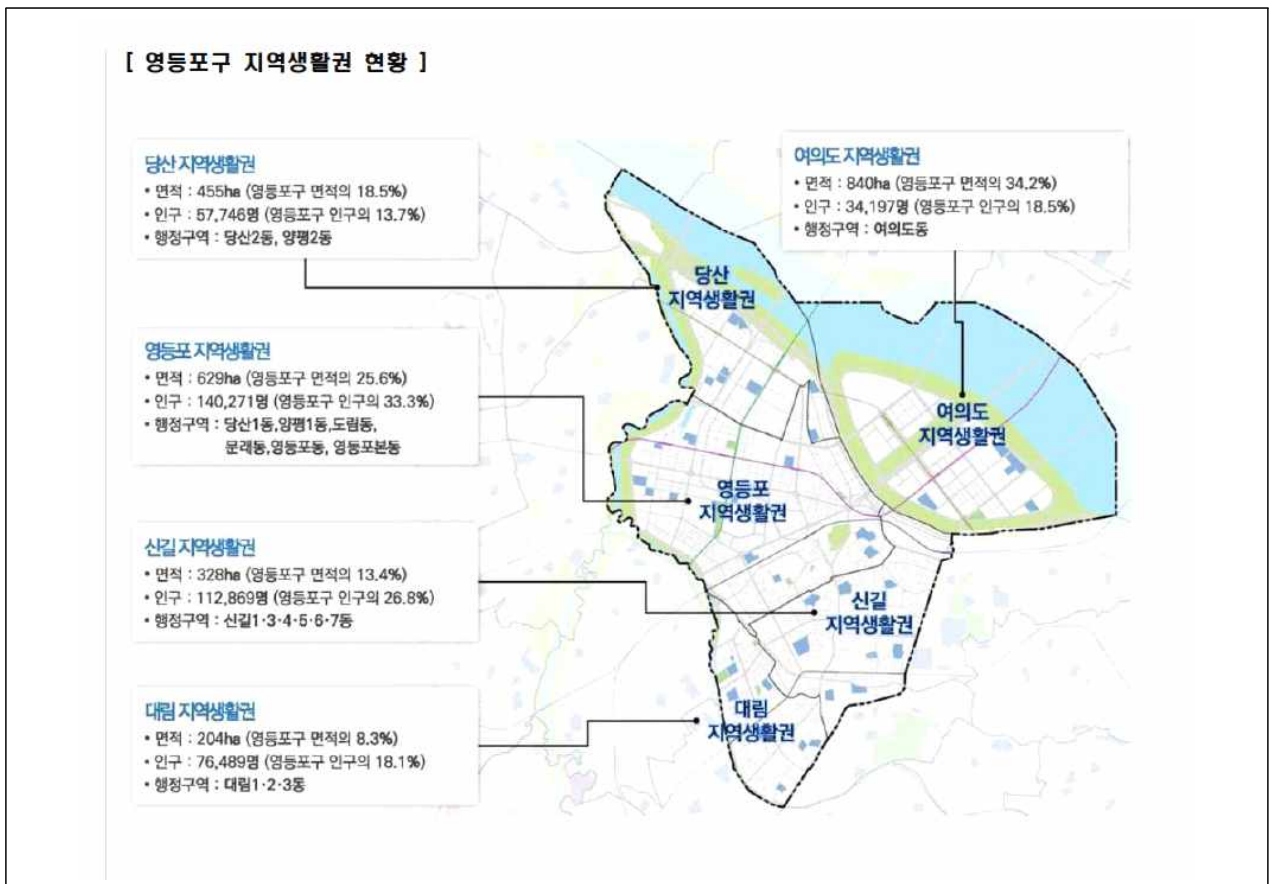 [ 영등포구 지역생활권 현황 ]
당산 지역생활권
• 면적 : 455ha (영등포구 면적의 18.5%)
• 인구 : 57,746명 (영등포구 인구의 13.7%)
• 행정구역 : 당산2동, 양평2동
여의도 지역생활권
• 면적 : 840ha (영등포구 면적의 34.2%)
• 인구 : 34,197명 (영등포구 인구의 18.5%)
• 행정구역 : 여의도동
영등포 지역생활권
• 면적 : 629ha (영등포구 면적의 25.6%)
• 인구 : 140,271명 (영등포구 인구의 33.3%)
• 행정구역 : 당산1동,양평1동,도림동,
문래동,영등포동, 영등포본동
신길 지역생활권
• 면적 : 328ha (영등포구 면적의 13.4%)
• 인구 : 112,869명 (영등포구 인구의 26.8%)
• 행정구역 : 신길1·3·4·5·6·7동
대림 지역생활권
• 면적 : 204ha (영등포구 면적의 8.3%)
• 인구 : 76,489명 (영등포구 인구의 18.1%)
• 행정구역 : 대림1·2·3동
당산
지역생활권
여의도
지역생활권
영등포
지역생활권
신길
지역생활권
대림
지역생활권